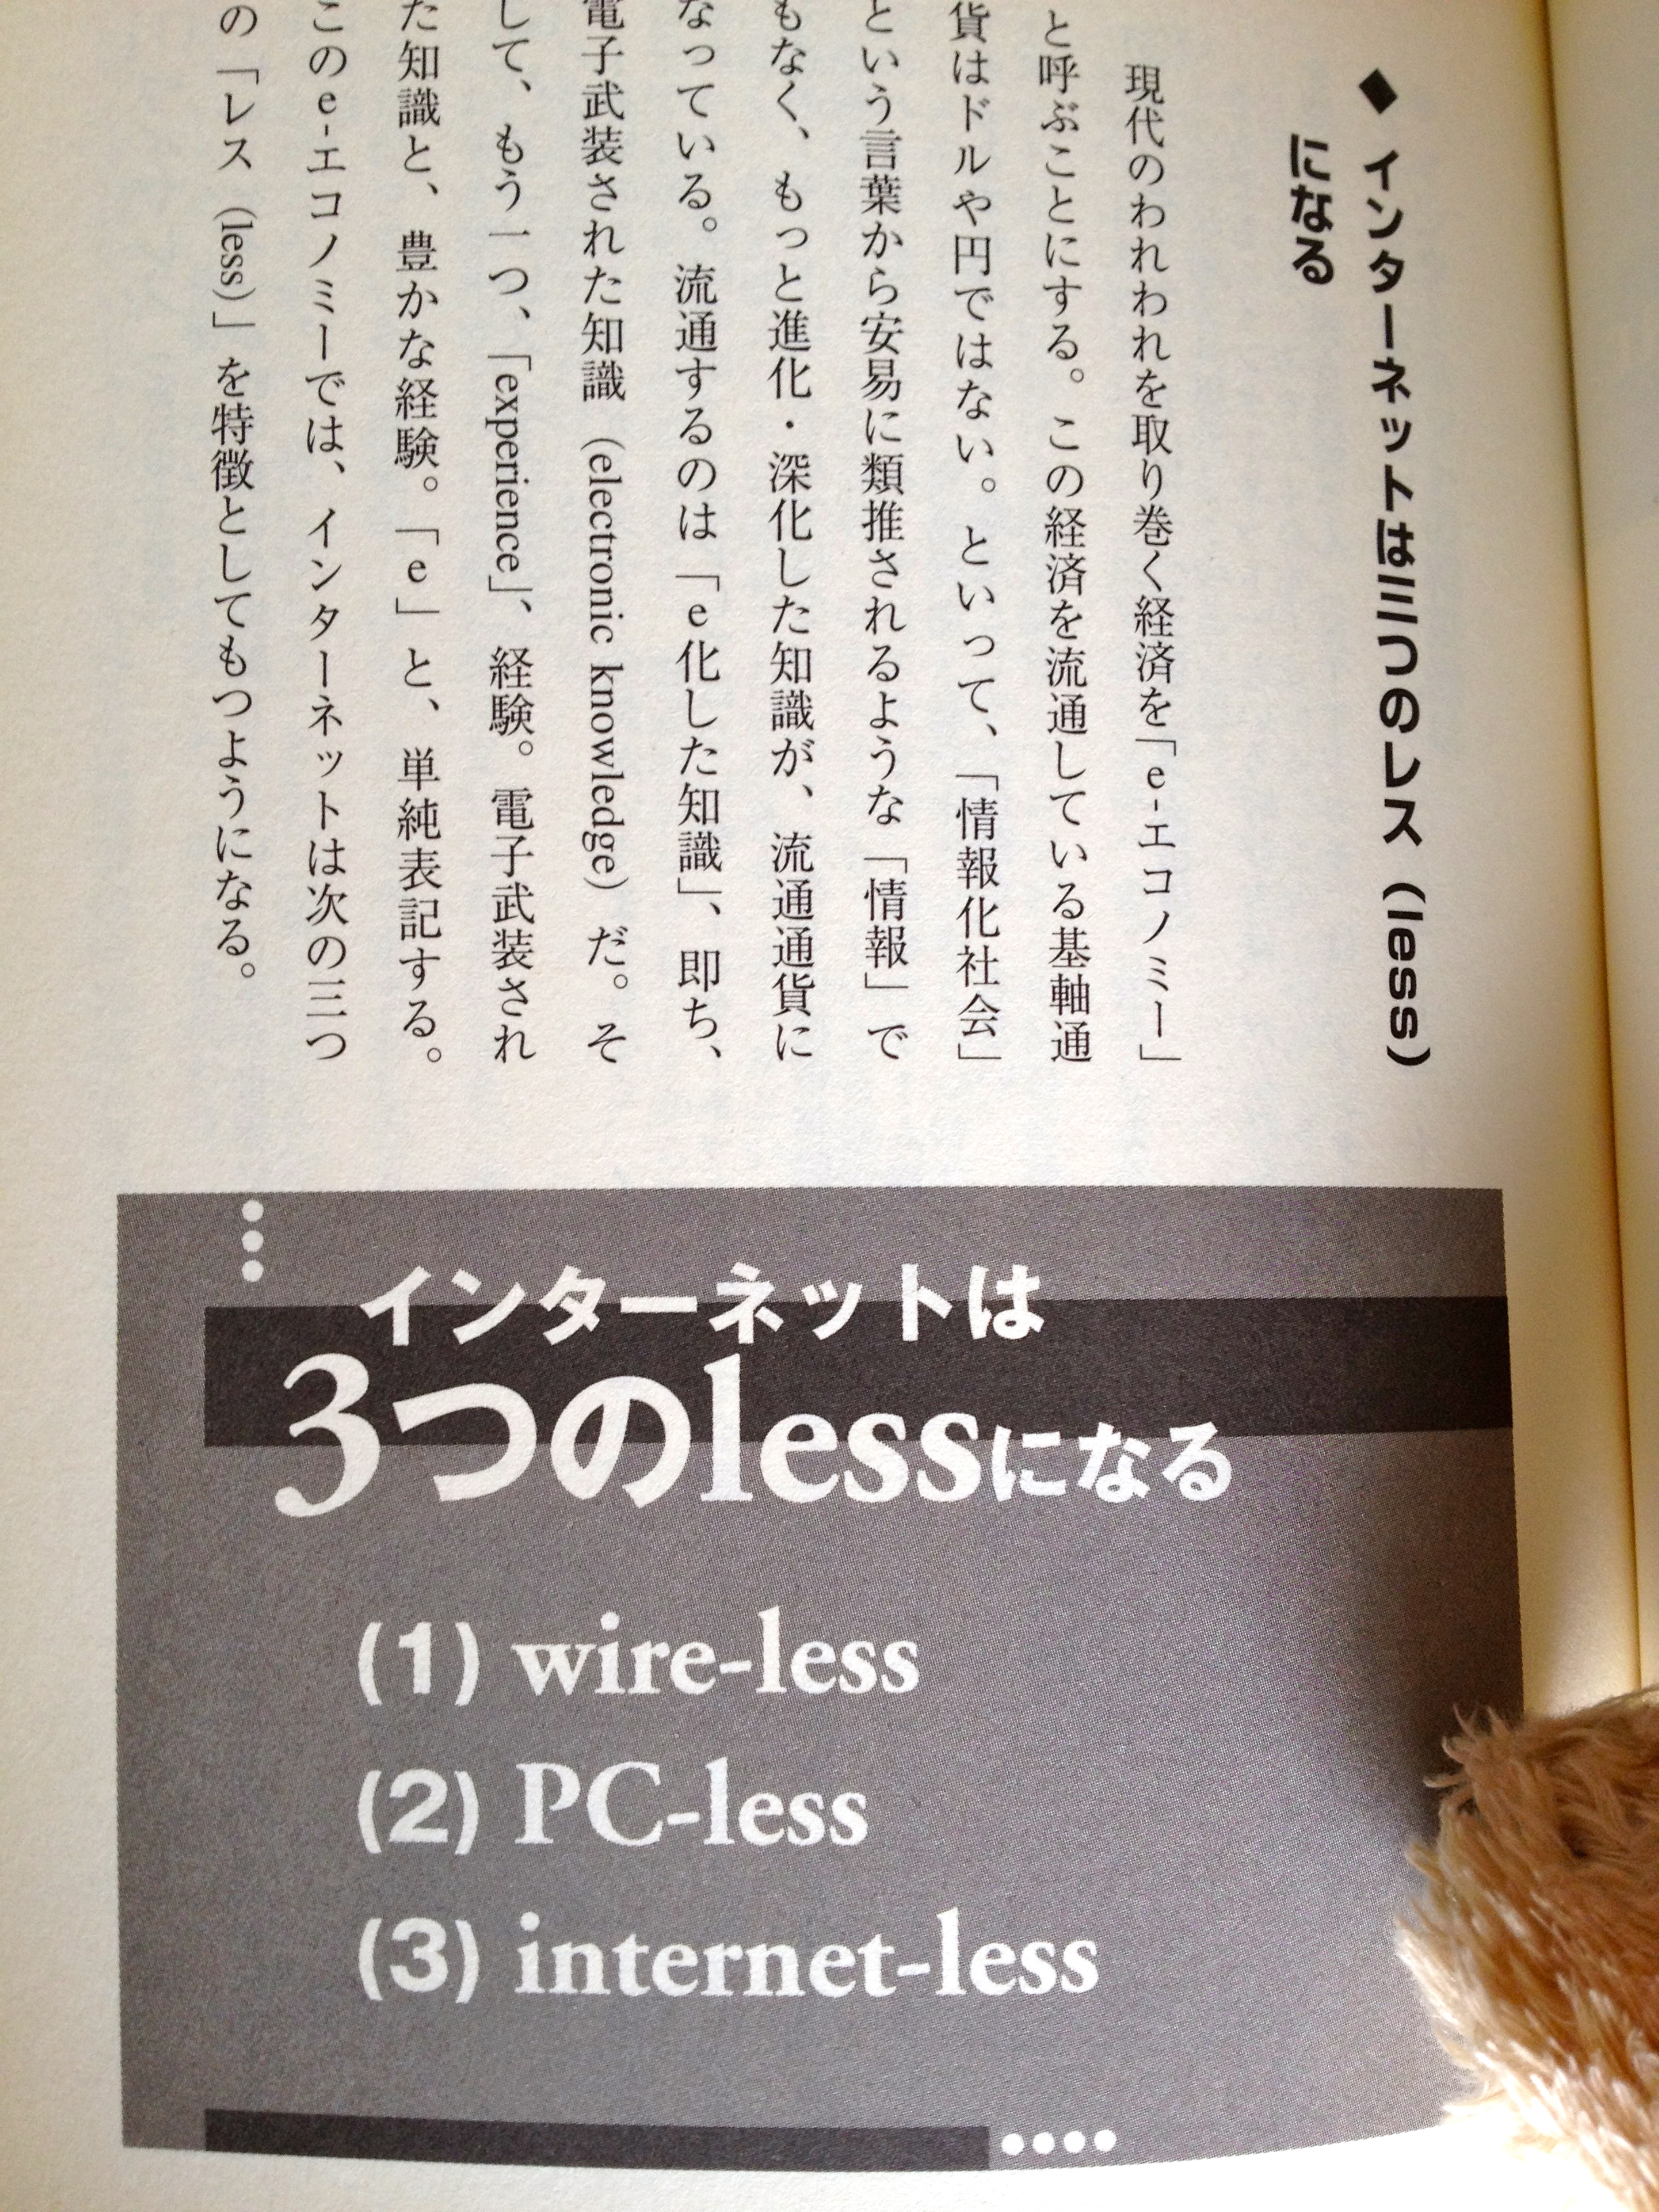 ◆ インターネットは三つのレス（less）
になる
現代のわれわれを取り巻く経済を「e-エコノミー」
と呼ぶことにする。この経済を流通している基軸通
貨はドルや円ではない。といって、「情報化社会」
という言葉から安易に類推されるような「情報」で
もなく、もっと進化・深化した知識が、流通通貨に
なっている。流通するのは「e化した知識」、即ち、
電子武装された知識（electronic knowledge）だ。そ
して、もう一つ、「experience」、経験。電子武装され
た知識と、豊かな経験。「e」と、単純表記する。
このe-エコノミーでは、インターネットは次の三つ
の「レス（less）」を特徴としてもつようになる。
インターネットは
3つのlessになる
(1) wire-less
(2) PC-less
(3) internet-less